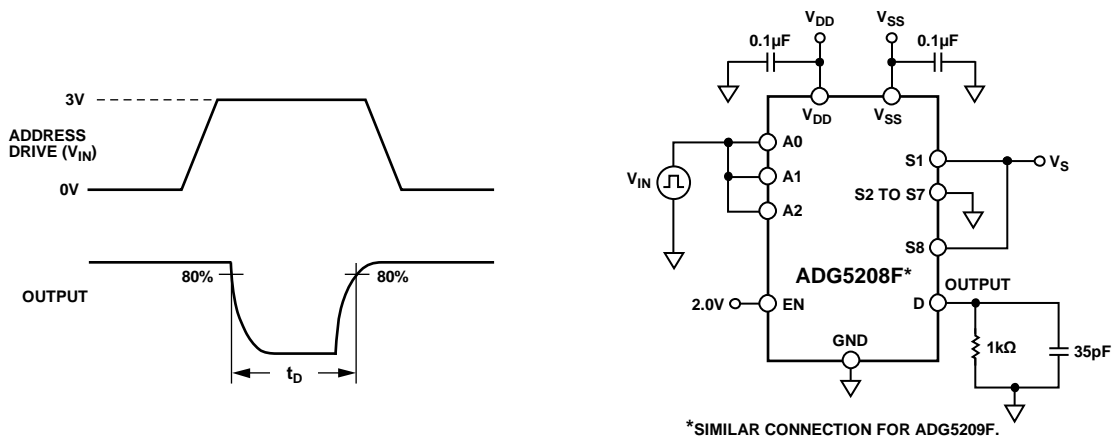 3V
ADDRESS
DRIVE (VIN)
0V
80%
80%
OUTPUT
tD
VDD
VSS
0.1µF
0.1µF
VDD
VSS
A0
A1
A2
VIN
S1
VS
S2 TO S7
S8
ADG5208F*
OUTPUT
2.0V
EN
D
GND
1kΩ
35pF
*SIMILAR CONNECTION FOR ADG5209F.